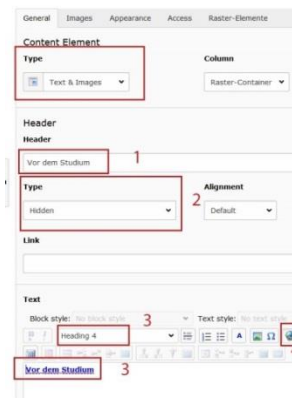 General Images Appearance Access Raster-Elemente
Content Element
Type Column
Text & Images Raster-Container
Header
Header
Vor dem Studium 1
Type Alignment
2
Hidden Default
Link
Text
Block style: No block style Text style: No text style
3
Heading 4
Vor dem Studium 3